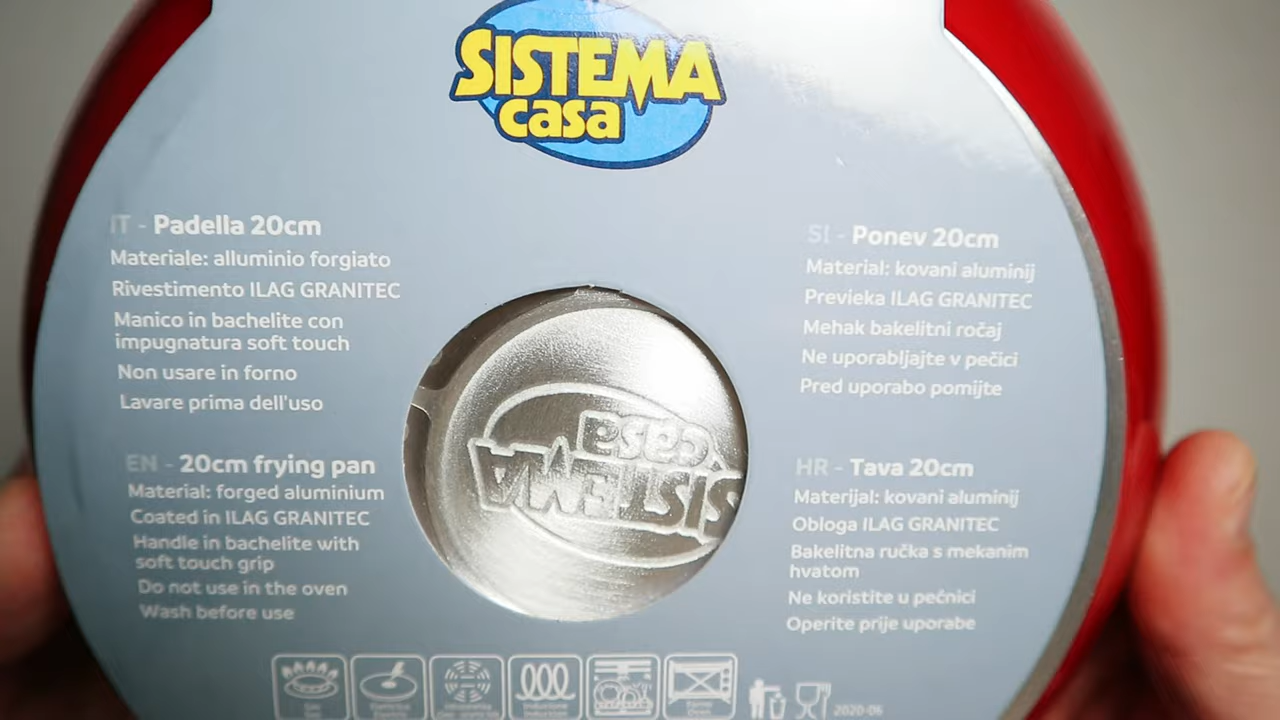 SISTEMA
casa
IT - Padella 20cm
Materiale: alluminio forgiato
Rivestimento ILAG GRANITEC
Manico in bachelite con
impugnatura soft touch
Non usare in forno
Lavare prima dell'uso
EN - 20cm frying pan
Material: forged aluminium
Coated in ILAG GRANITEC
Handle in bachelite with
soft touch grip
Do not use in the oven
Wash before use
casa
SISTEMA
SI - Ponev 20cm
Material: kovani aluminij
Previeka ILAG GRANITEC
Mehak bakelitni ročaj
Ne uporabljajte v pečici
Pred uporabo pomijte
HR - Tava 20cm
Materijal: kovani aluminij
Obloga ILAG GRANITEC
Bakelitna ručka s mekanim
hvatom
Ne koristite u pećnici
Operite prije uporabe
2020-06